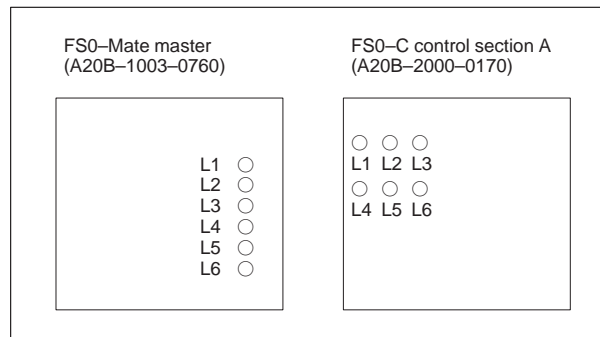 FS0–Mate master
(A20B–1003–0760)
L1
L2
L3
L4
L5
L6
FS0–C control section A
(A20B–2000–0170)
L1 L2 L3
L4 L5 L6